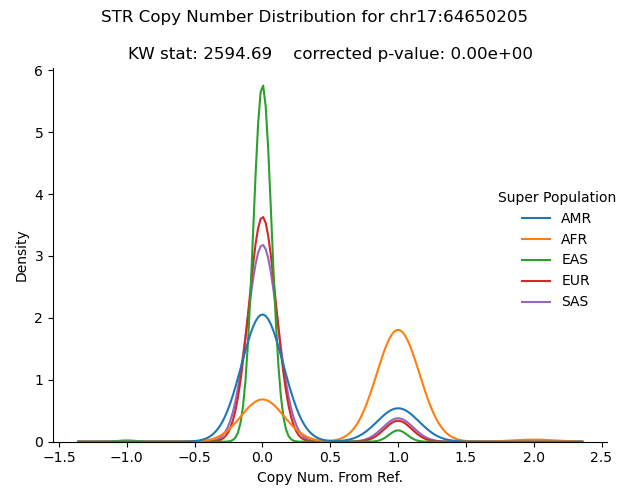 STR Copy Number Distribution for chr17:64650205
KW stat: 2594.69    corrected p-value: 0.00e+00
6
5
4
3
2
1
0
Density
Super Population
AMR
AFR
EAS
EUR
SAS
−1.5 −1.0 −0.5 0.0 0.5 1.0 1.5 2.0 2.5
Copy Num. From Ref.